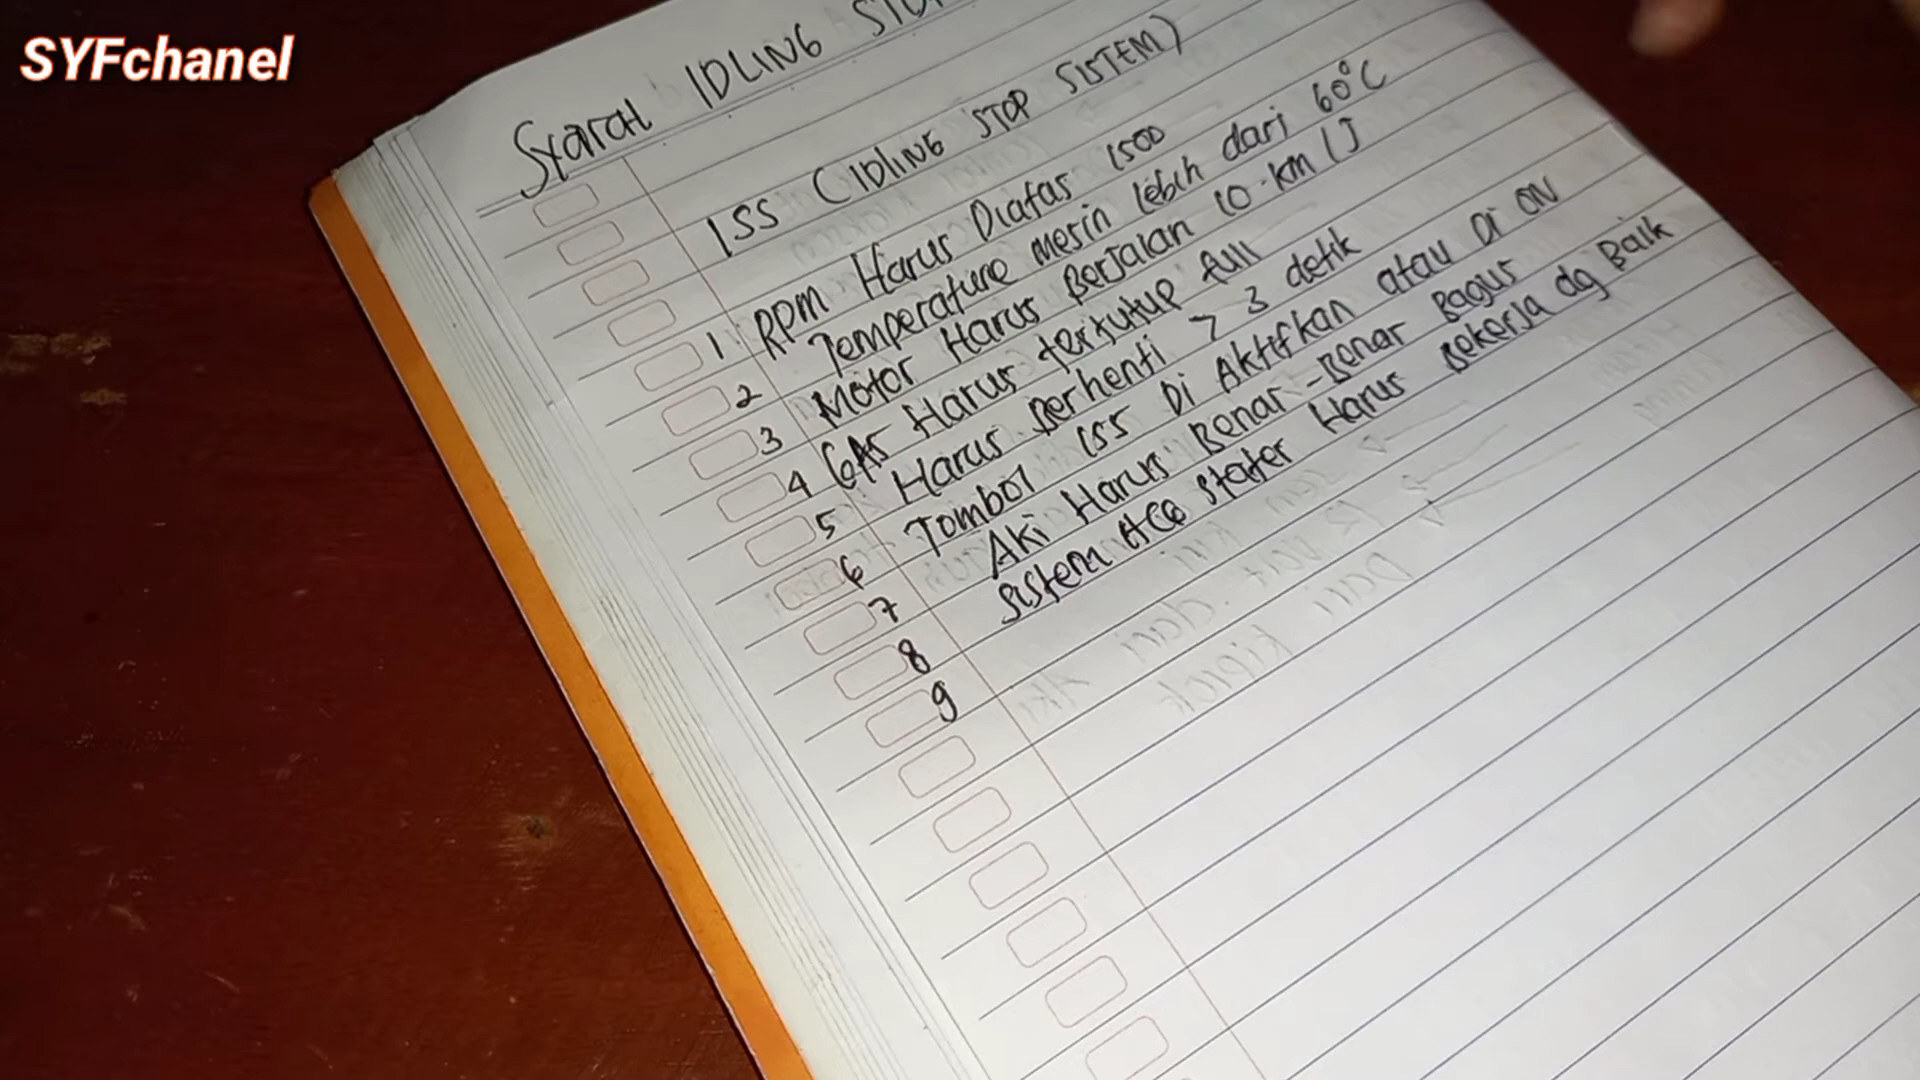 SYFchanel
Syarat IDLING STOP
ISS (IDLING STOP SISTEM)
1 RPM Harus Diatas 1500
2 Temperature mesin lebih dari 60°C
3 Motor Harus Berjalan 10 km/J
4 GAs Harus tertutup full
5 Harus Berhenti > 3 detik
6 Tombol ISS Di Aktifkan atau Di ON
7 Aki Harus Benar-Benar Bagus
8 Sistem ACG stater Harus Bekerja dg Baik
9